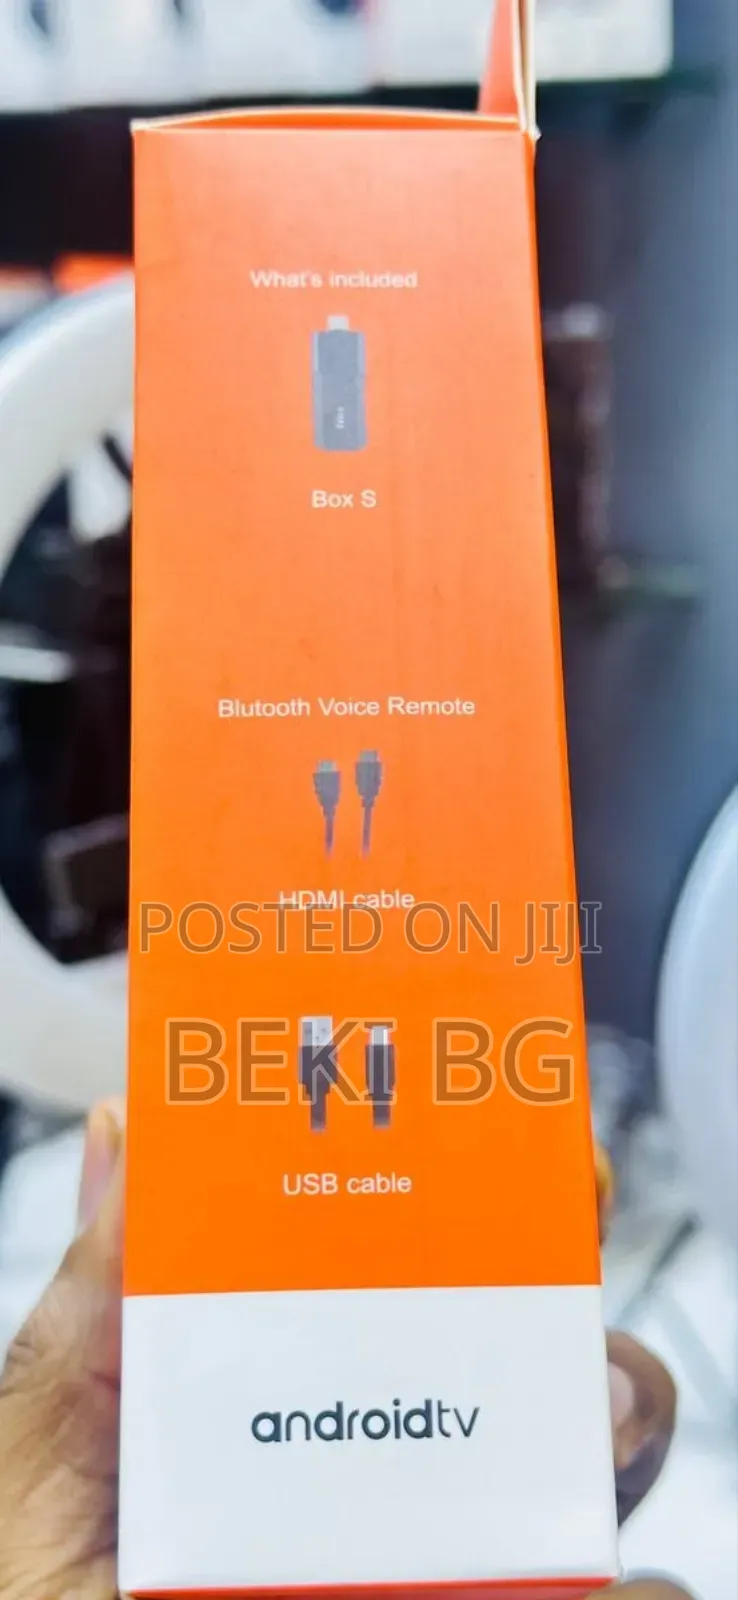 What's included
Box S
Blutooth Voice Remote
HDMI cable
POSTED ON JIJI
BEKI BG
USB cable
androidtv